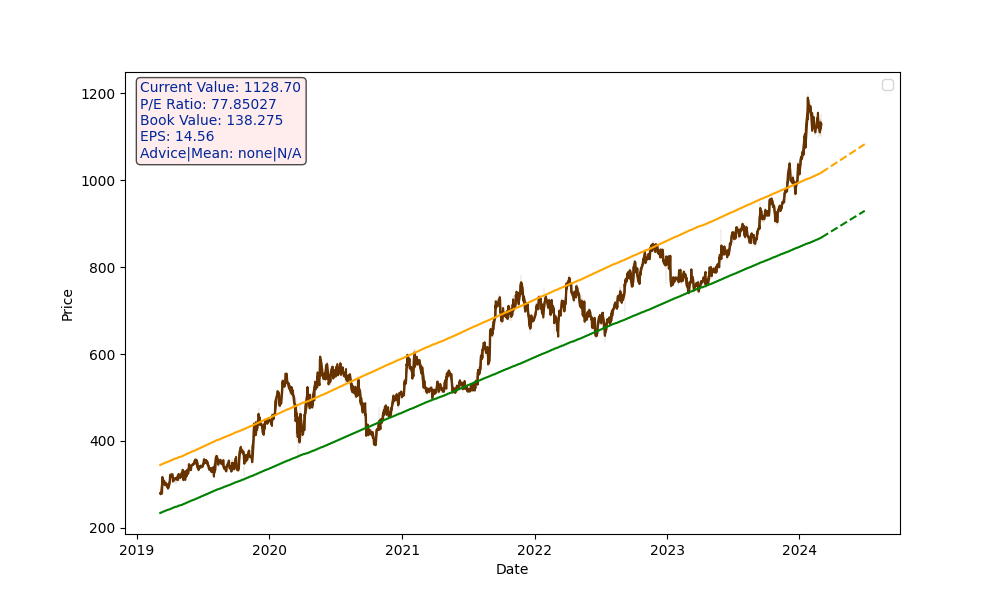 Current Value: 1128.70
P/E Ratio: 77.85027
Book Value: 138.275
EPS: 14.56
Advice|Mean: none|N/A
1200
1000
800
600
400
200
Price
2019 2020 2021 2022 2023 2024
Date